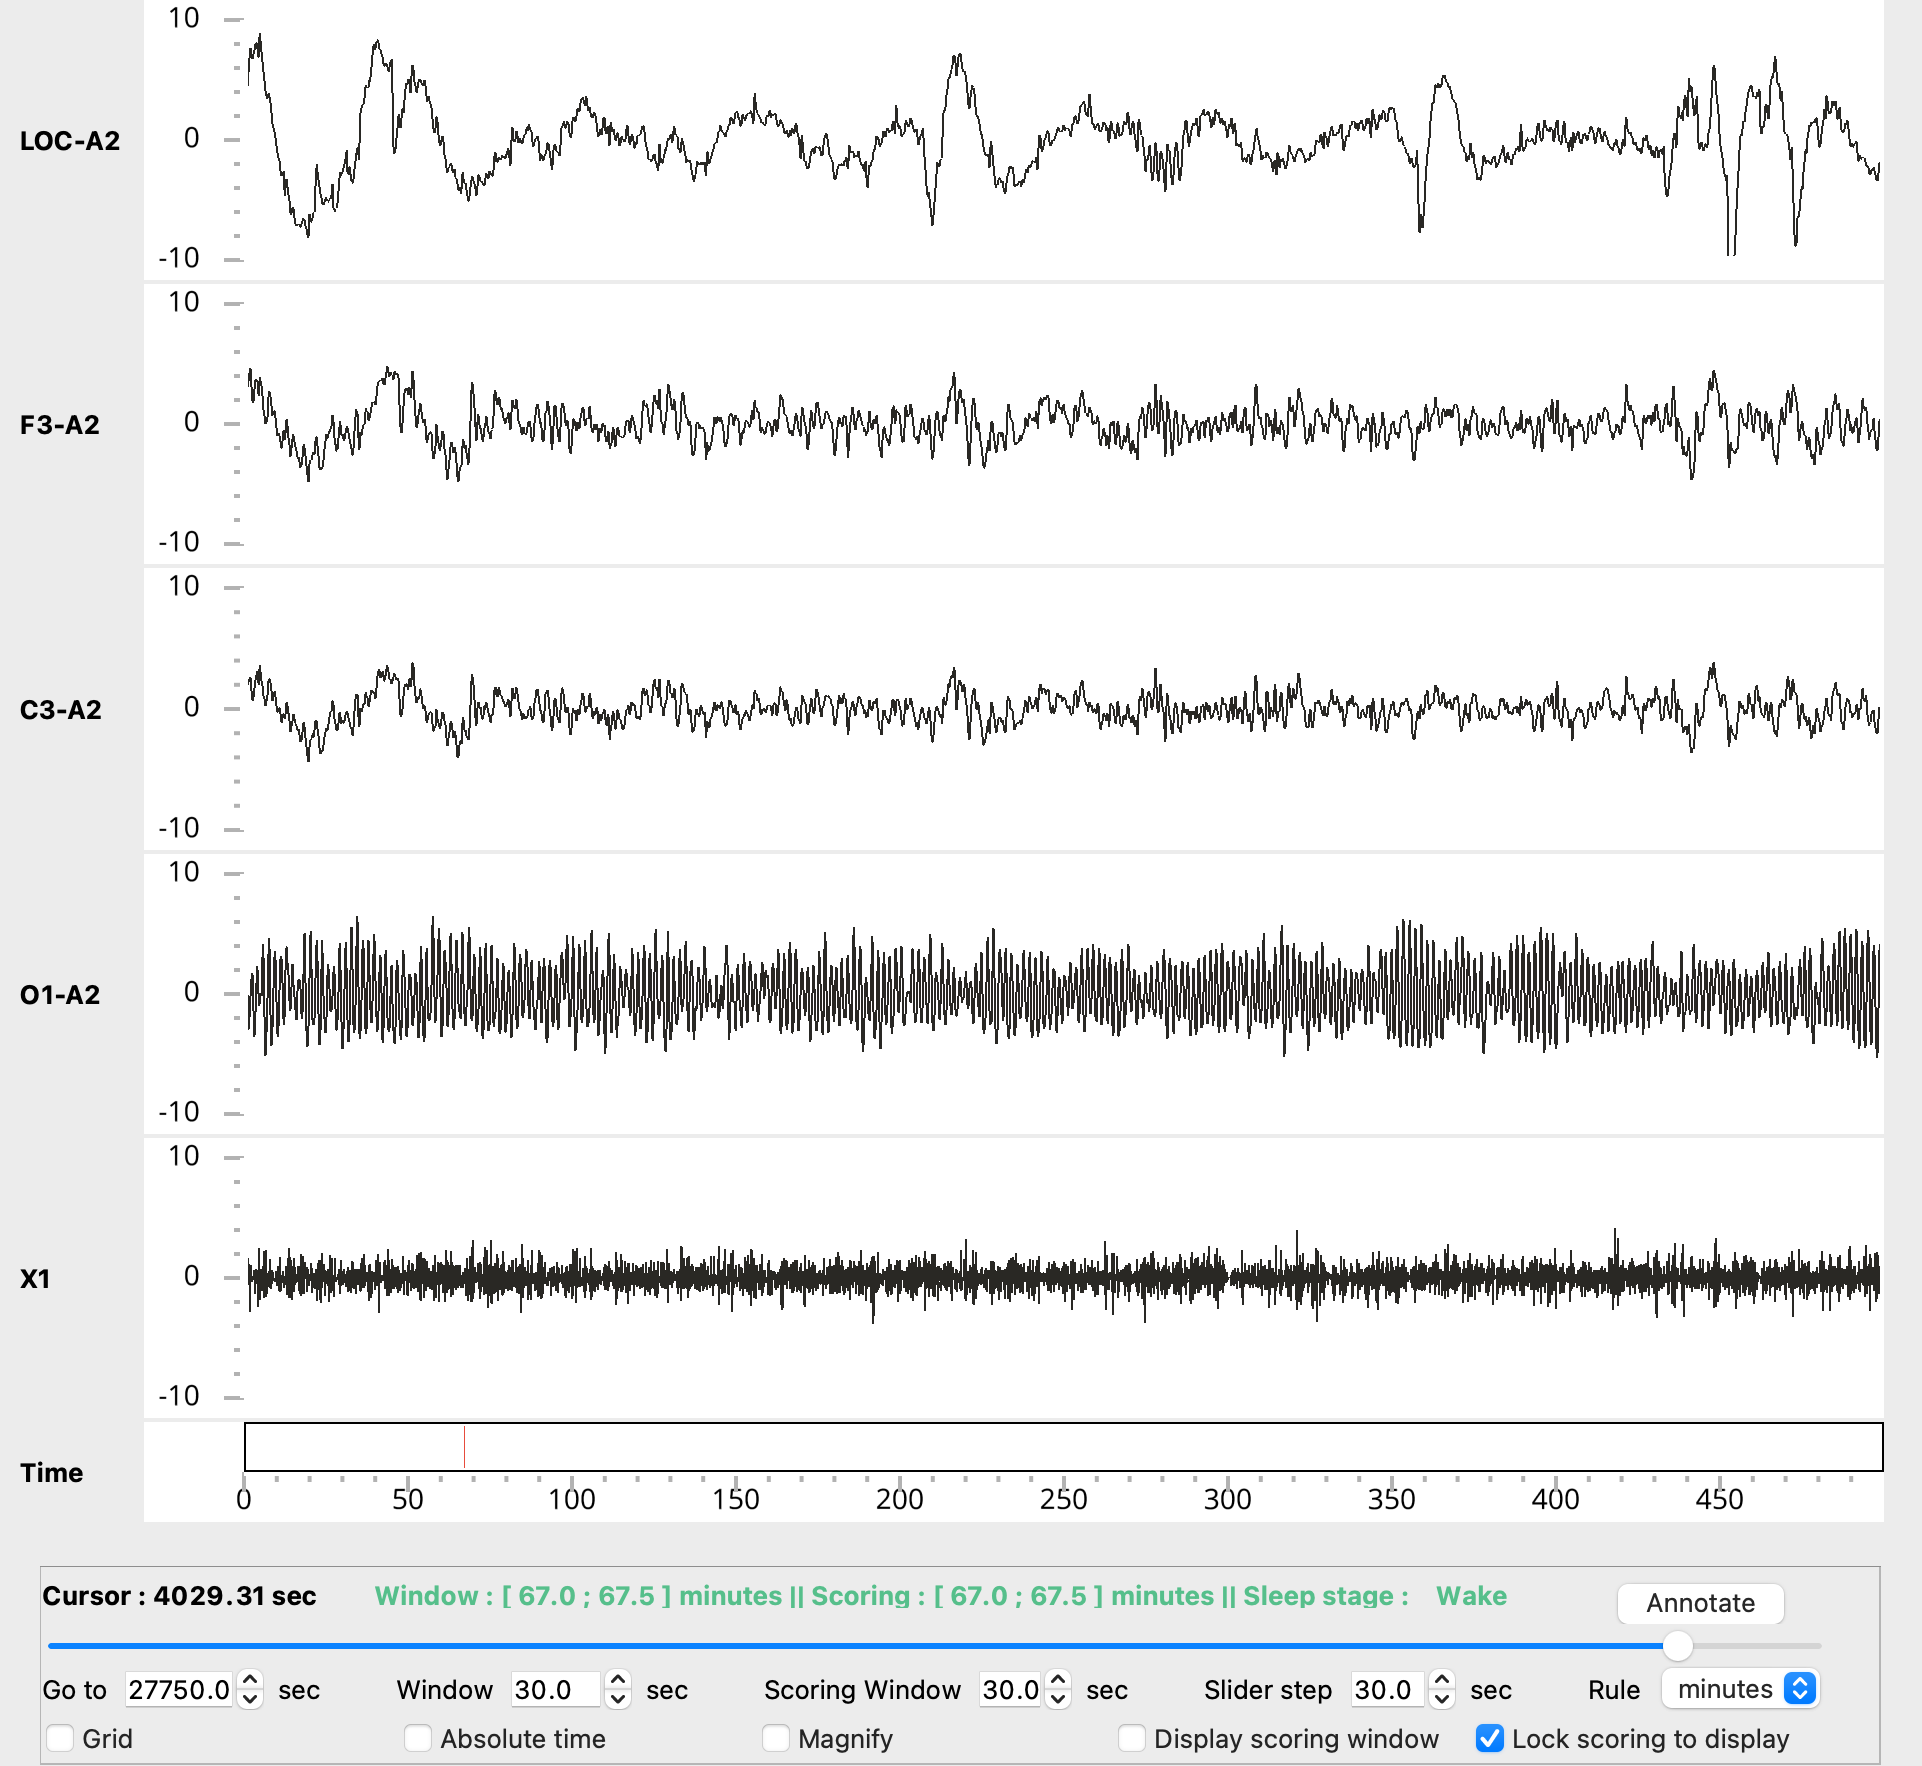 10
LOC-A2
0
-10
10
F3-A2
0
-10
10
C3-A2
0
-10
10
O1-A2
0
-10
10
X1
0
-10
Time
0 50 100 150 200 250 300 350 400 450
Cursor : 4029.31 sec Window : [ 67.0 ; 67.5 ] minutes || Scoring : [ 67.0 ; 67.5 ] minutes || Sleep stage : Wake Annotate
Go to 27750.0 sec Window 30.0 sec Scoring Window 30.0 sec Slider step 30.0 sec Rule minutes
Grid Absolute time Magnify Display scoring window Lock scoring to display